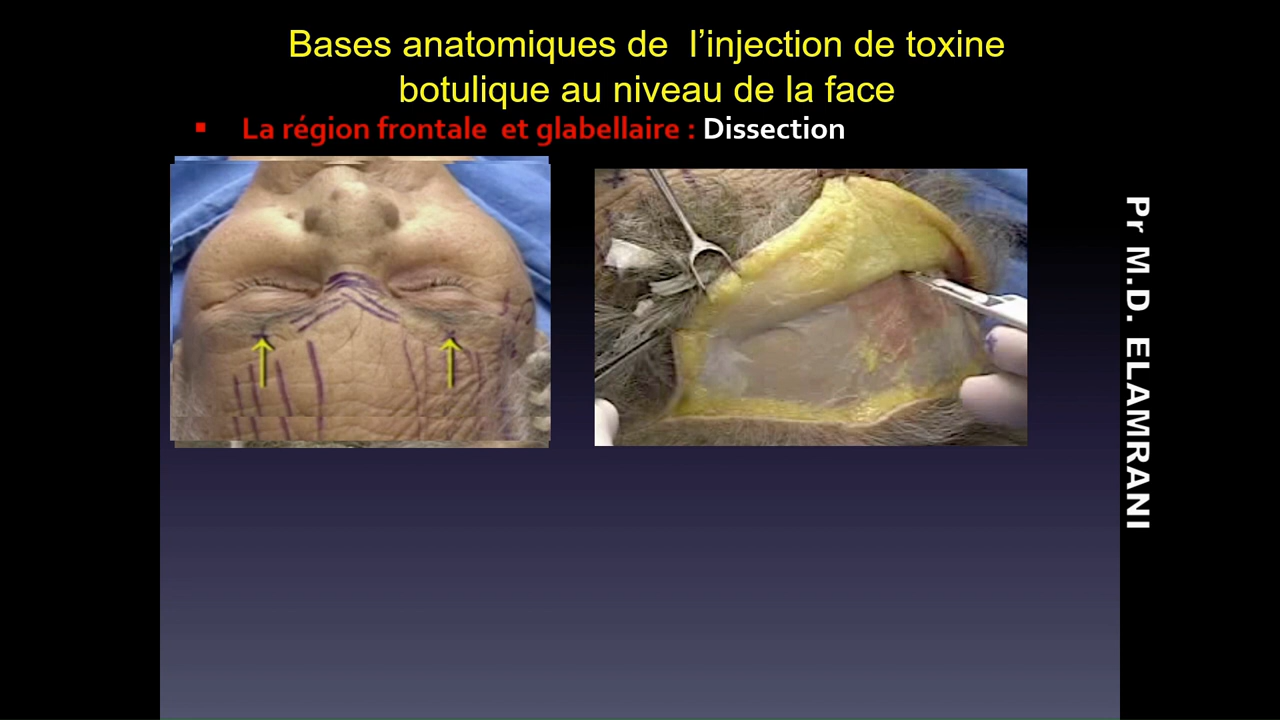 Bases anatomiques de  l’injection de toxine
botulique au niveau de la face
▪ La région frontale  et glabellaire : Dissection
Pr M.D. ELAMRANI